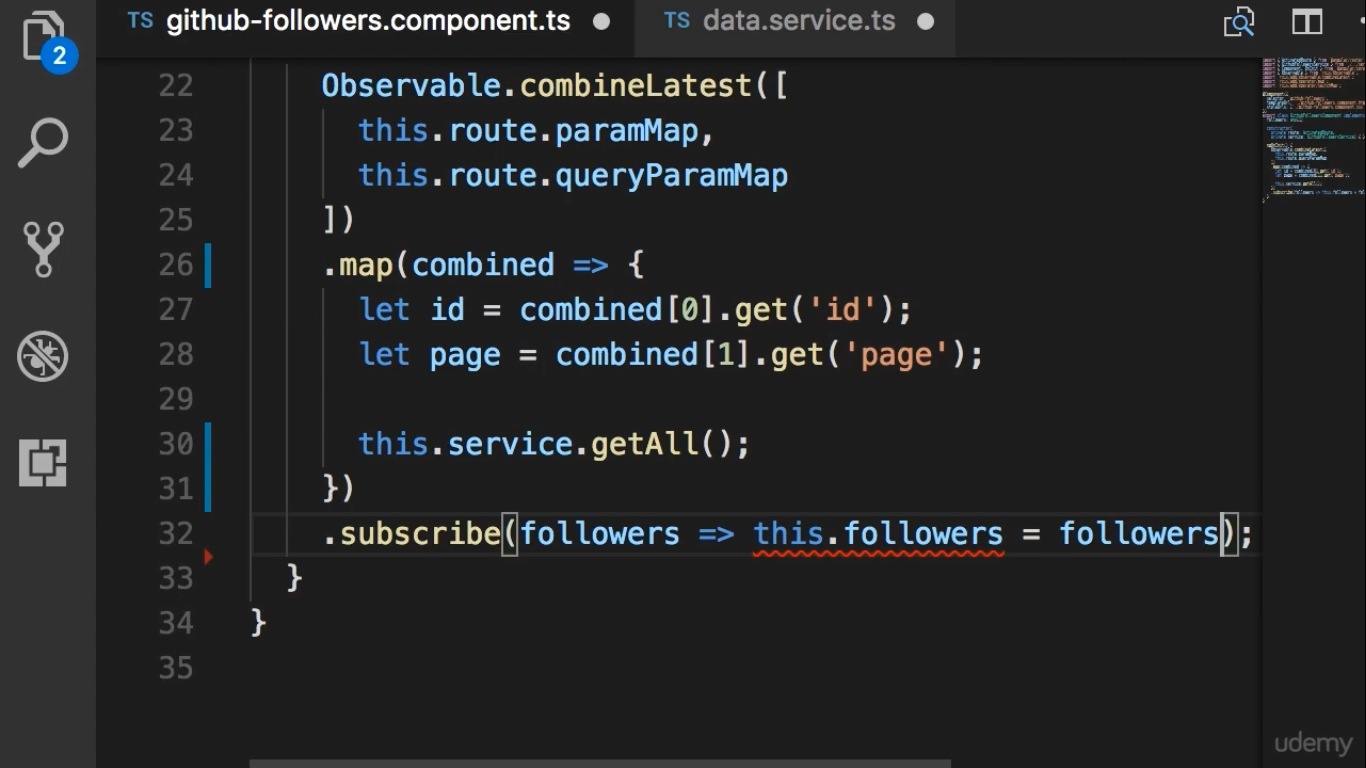 TS github-followers.component.ts ● TS data.service.ts ●
2
22 Observable.combineLatest([
23 this.route.paramMap,
24 this.route.queryParamMap
25 ])
26 .map(combined => {
27 let id = combined[0].get('id');
28 let page = combined[1].get('page');
29
30 this.service.getAll();
31 })
32 .subscribe(followers => this.followers = followers);
33 }
34 }
35
udemy